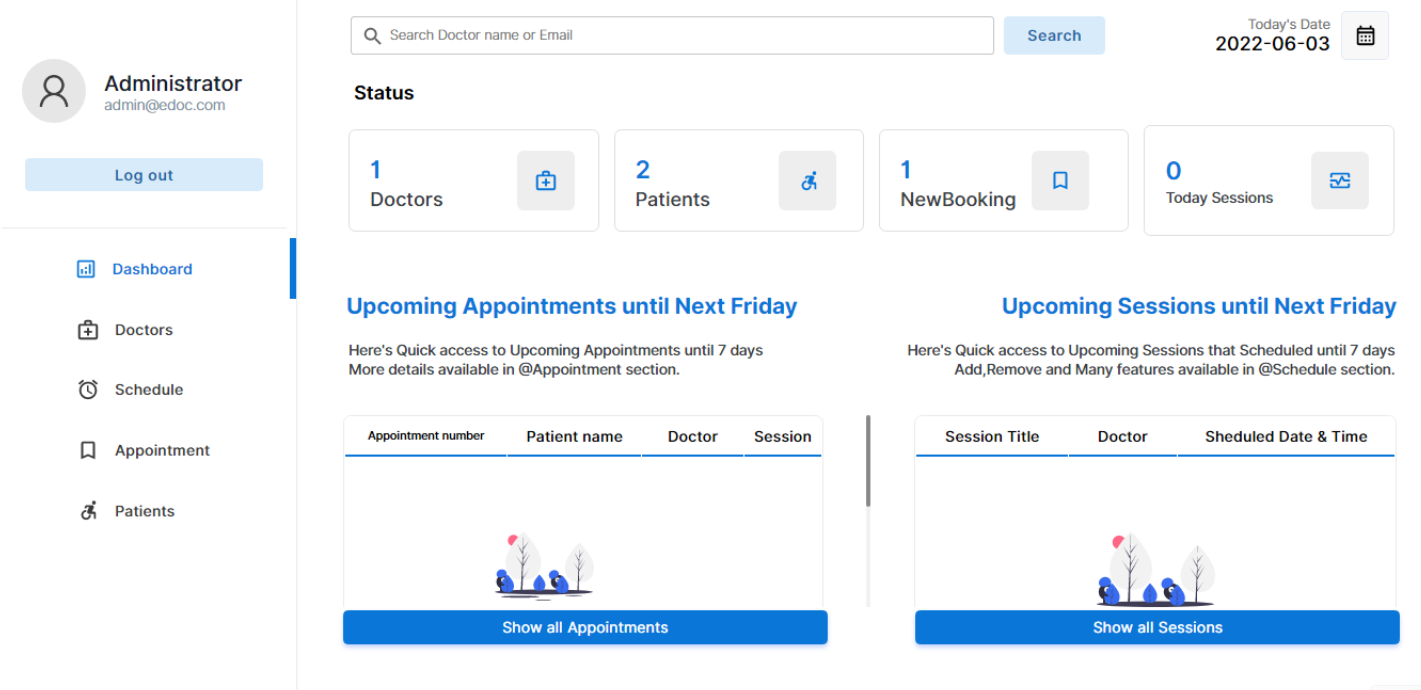 Administrator
admin@edoc.com
Log out
Dashboard
Doctors
Schedule
Appointment
Patients
Search Doctor name or Email
Search
Today's Date
2022-06-03
Status
1
Doctors
2
Patients
1
NewBooking
0
Today Sessions
Upcoming Appointments until Next Friday
Here's Quick access to Upcoming Appointments until 7 days
More details available in @Appointment section.
Appointment number Patient name Doctor Session
Show all Appointments
Upcoming Sessions until Next Friday
Here's Quick access to Upcoming Sessions that Scheduled until 7 days
Add,Remove and Many features available in @Schedule section.
Session Title Doctor Sheduled Date & Time
Show all Sessions